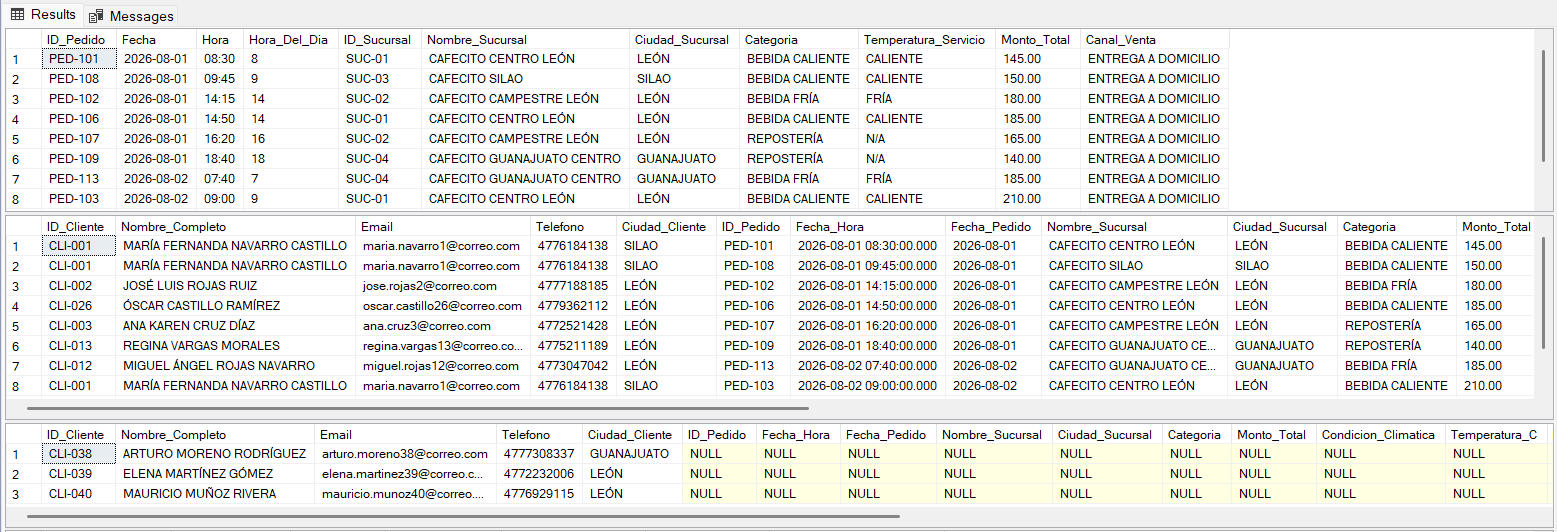 Results Messages
ID_Pedido Fecha Hora Hora_Del_Dia ID_Sucursal Nombre_Sucursal Ciudad_Sucursal Categoria Temperatura_Servicio Monto_Total Canal_Venta
1 PED-101 2026-08-01 08:30 8 SUC-01 CAFECITO CENTRO LEÓN LEÓN BEBIDA CALIENTE CALIENTE 145.00 ENTREGA A DOMICILIO
2 PED-108 2026-08-01 09:45 9 SUC-03 CAFECITO SILAO SILAO BEBIDA CALIENTE CALIENTE 150.00 ENTREGA A DOMICILIO
3 PED-102 2026-08-01 14:15 14 SUC-02 CAFECITO CAMPESTRE LEÓN LEÓN BEBIDA FRÍA FRÍA 180.00 ENTREGA A DOMICILIO
4 PED-106 2026-08-01 14:50 14 SUC-01 CAFECITO CENTRO LEÓN LEÓN BEBIDA CALIENTE CALIENTE 185.00 ENTREGA A DOMICILIO
5 PED-107 2026-08-01 16:20 16 SUC-02 CAFECITO CAMPESTRE LEÓN LEÓN REPOSTERÍA N/A 165.00 ENTREGA A DOMICILIO
6 PED-109 2026-08-01 18:40 18 SUC-04 CAFECITO GUANAJUATO CENTRO GUANAJUATO REPOSTERÍA N/A 140.00 ENTREGA A DOMICILIO
7 PED-113 2026-08-02 07:40 7 SUC-04 CAFECITO GUANAJUATO CENTRO GUANAJUATO BEBIDA FRÍA FRÍA 185.00 ENTREGA A DOMICILIO
8 PED-103 2026-08-02 09:00 9 SUC-01 CAFECITO CENTRO LEÓN LEÓN BEBIDA CALIENTE CALIENTE 210.00 ENTREGA A DOMICILIO
ID_Cliente Nombre_Completo Email Telefono Ciudad_Cliente ID_Pedido Fecha_Hora Fecha_Pedido Nombre_Sucursal Ciudad_Sucursal Categoria Monto_Total
1 CLI-001 MARÍA FERNANDA NAVARRO CASTILLO maria.navarro1@correo.com 4776184138 SILAO PED-101 2026-08-01 08:30:00.000 2026-08-01 CAFECITO CENTRO LEÓN LEÓN BEBIDA CALIENTE 145.00
2 CLI-001 MARÍA FERNANDA NAVARRO CASTILLO maria.navarro1@correo.com 4776184138 SILAO PED-108 2026-08-01 09:45:00.000 2026-08-01 CAFECITO SILAO SILAO BEBIDA CALIENTE 150.00
3 CLI-002 JOSÉ LUIS ROJAS RUIZ jose.rojas2@correo.com 4777188185 LEÓN PED-102 2026-08-01 14:15:00.000 2026-08-01 CAFECITO CAMPESTRE LEÓN LEÓN BEBIDA FRÍA 180.00
4 CLI-026 ÓSCAR CASTILLO RAMÍREZ oscar.castillo26@correo.com 4779362112 LEÓN PED-106 2026-08-01 14:50:00.000 2026-08-01 CAFECITO CENTRO LEÓN LEÓN BEBIDA CALIENTE 185.00
5 CLI-003 ANA KAREN CRUZ DÍAZ ana.cruz3@correo.com 4772521428 LEÓN PED-107 2026-08-01 16:20:00.000 2026-08-01 CAFECITO CAMPESTRE LEÓN LEÓN REPOSTERÍA 165.00
6 CLI-013 REGINA VARGAS MORALES regina.vargas13@correo.co... 4775211189 LEÓN PED-109 2026-08-01 18:40:00.000 2026-08-01 CAFECITO GUANAJUATO CE... GUANAJUATO REPOSTERÍA 140.00
7 CLI-012 MIGUEL ÁNGEL ROJAS NAVARRO miguel.rojas12@correo.com 4773047042 LEÓN PED-113 2026-08-02 07:40:00.000 2026-08-02 CAFECITO GUANAJUATO CE... GUANAJUATO BEBIDA FRÍA 185.00
8 CLI-001 MARÍA FERNANDA NAVARRO CASTILLO maria.navarro1@correo.com 4776184138 SILAO PED-103 2026-08-02 09:00:00.000 2026-08-02 CAFECITO CENTRO LEÓN LEÓN BEBIDA CALIENTE 210.00
ID_Cliente Nombre_Completo Email Telefono Ciudad_Cliente ID_Pedido Fecha_Hora Fecha_Pedido Nombre_Sucursal Ciudad_Sucursal Categoria Monto_Total Condicion_Climatica Temperatura_C
1 CLI-038 ARTURO MORENO RODRÍGUEZ arturo.moreno38@correo.com 4777308337 GUANAJUATO NULL NULL NULL NULL NULL NULL NULL NULL NULL
2 CLI-039 ELENA MARTÍNEZ GÓMEZ elena.martinez39@correo.c... 4772232006 LEÓN NULL NULL NULL NULL NULL NULL NULL NULL NULL
3 CLI-040 MAURICIO MUÑOZ RIVERA mauricio.munoz40@correo.... 4776929115 LEÓN NULL NULL NULL NULL NULL NULL NULL NULL NULL